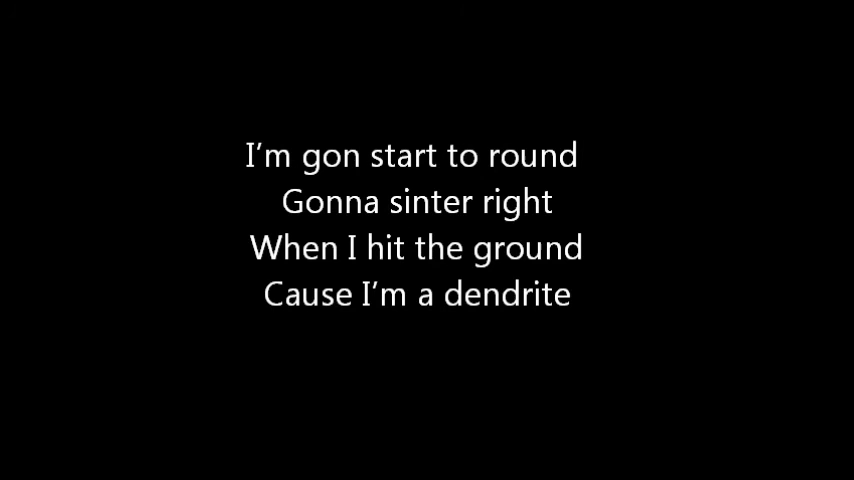 I’m gon start to round
Gonna sinter right
When I hit the ground
Cause I’m a dendrite